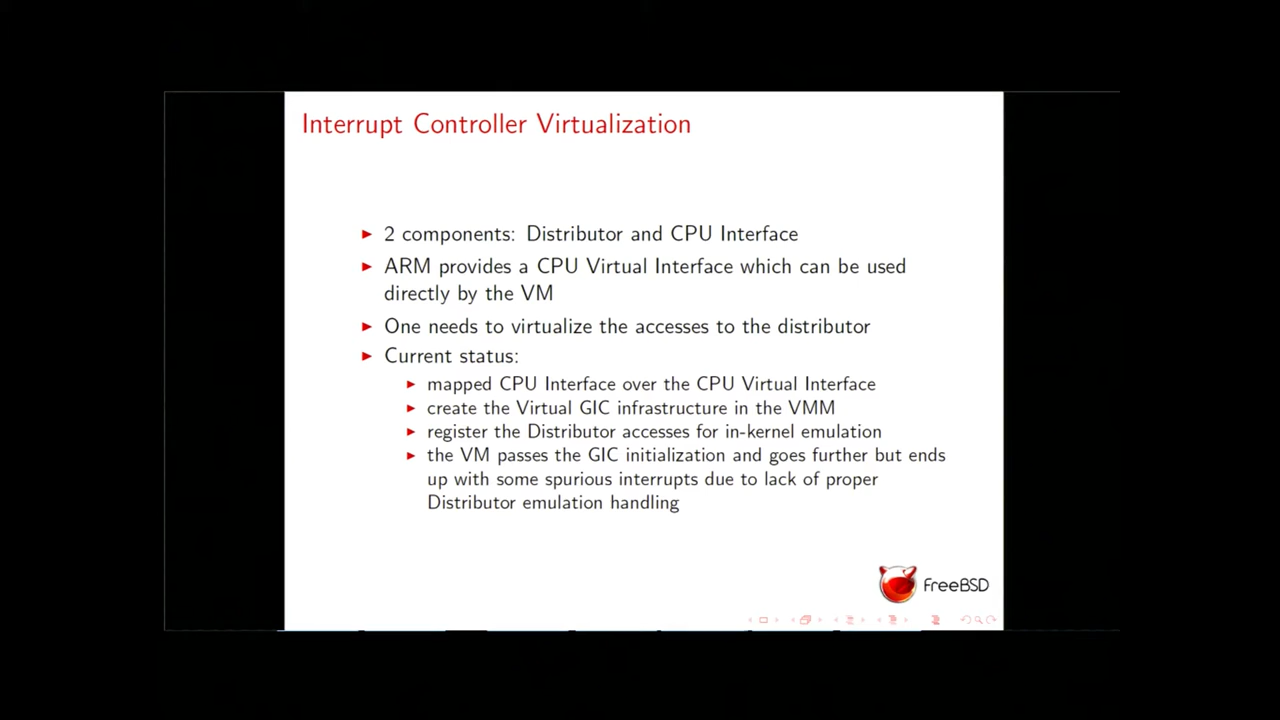 Interrupt Controller Virtualization
2 components: Distributor and CPU Interface
ARM provides a CPU Virtual Interface which can be used
directly by the VM
One needs to virtualize the accesses to the distributor
Current status:
mapped CPU Interface over the CPU Virtual Interface
create the Virtual GIC infrastructure in the VMM
register the Distributor accesses for in-kernel emulation
the VM passes the GIC initialization and goes further but ends
up with some spurious interrupts due to lack of proper
Distributor emulation handling
FreeBSD